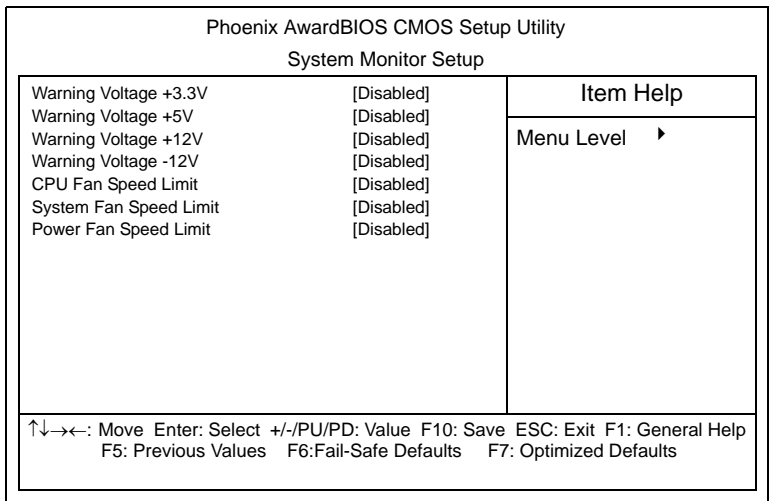 Phoenix AwardBIOS CMOS Setup Utility
System Monitor Setup
Warning Voltage +3.3V [Disabled]
Warning Voltage +5V [Disabled]
Warning Voltage +12V [Disabled]
Warning Voltage -12V [Disabled]
CPU Fan Speed Limit [Disabled]
System Fan Speed Limit [Disabled]
Power Fan Speed Limit [Disabled]
Item Help
Menu Level ▶
↑↓→←: Move Enter: Select +/-/PU/PD: Value F10: Save ESC: Exit F1: General Help
F5: Previous Values F6:Fail-Safe Defaults F7: Optimized Defaults